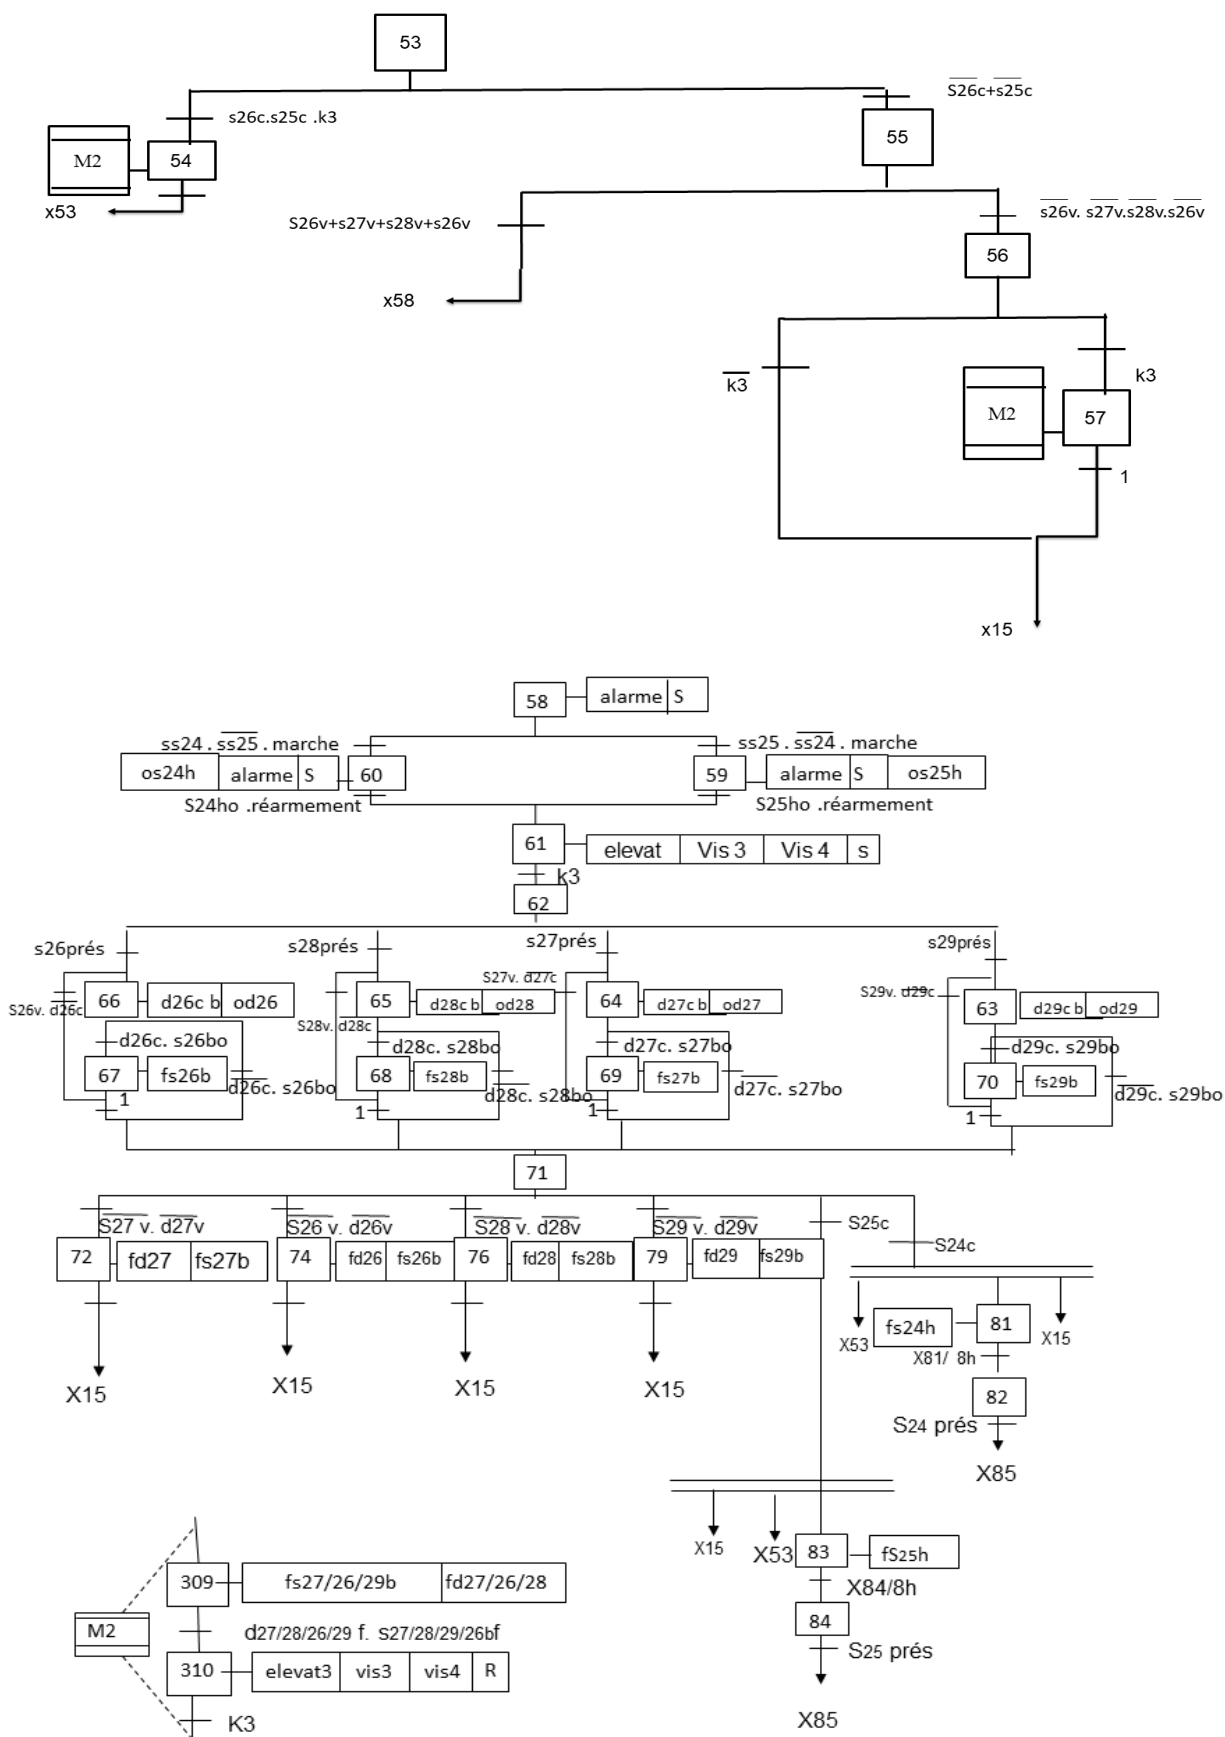 53
S26c+s25c
s26c.s25c .k3
55
M2
54
x53
S26v+s27v+s28v+s26v
s26v. s27v.s28v.s26v
56
x58
k3
k3
M2
57
1
x15
58
alarme S
ss24 . ss25 . marche
ss25 . ss24 . marche
os24h alarme S
60
59
alarme S os25h
S24ho .réarmement
S25ho .réarmement
61
elevat Vis 3 Vis 4 s
k3
62
s26prés
s28prés
s27prés
s29prés
S26v. d26c
66
d26c b od26
S28v. d28c
65
d28c b od28
S27v. d27c
64
d27c b od27
S29v. d29c
63
d29c b od29
d26c. s26bo
d28c. s28bo
d27c. s27bo
d29c. s29bo
67
fs26b
d26c. s26bo
68
fs28b
d28c. s28bo
69
fs27b
d27c. s27bo
70
fs29b
d29c. s29bo
1
1
1
1
71
S27 v. d27v
S26 v. d26v
S28 v. d28v
S29 v. d29v
S25c
S24c
72
fd27 fs27b
74
fd26 fs26b
76
fd28 fs28b
79
fd29 fs29b
X53
fs24h
81
X15
X81/ 8h
X15
X15
X15
X15
82
S24 prés
X85
X15
X53
83
fS25h
X84/8h
84
S25 prés
X85
309
fs27/26/29b fd27/26/28
M2
d27/28/26/29 f. s27/28/29/26bf
310
elevat3 vis3 vis4 R
K3